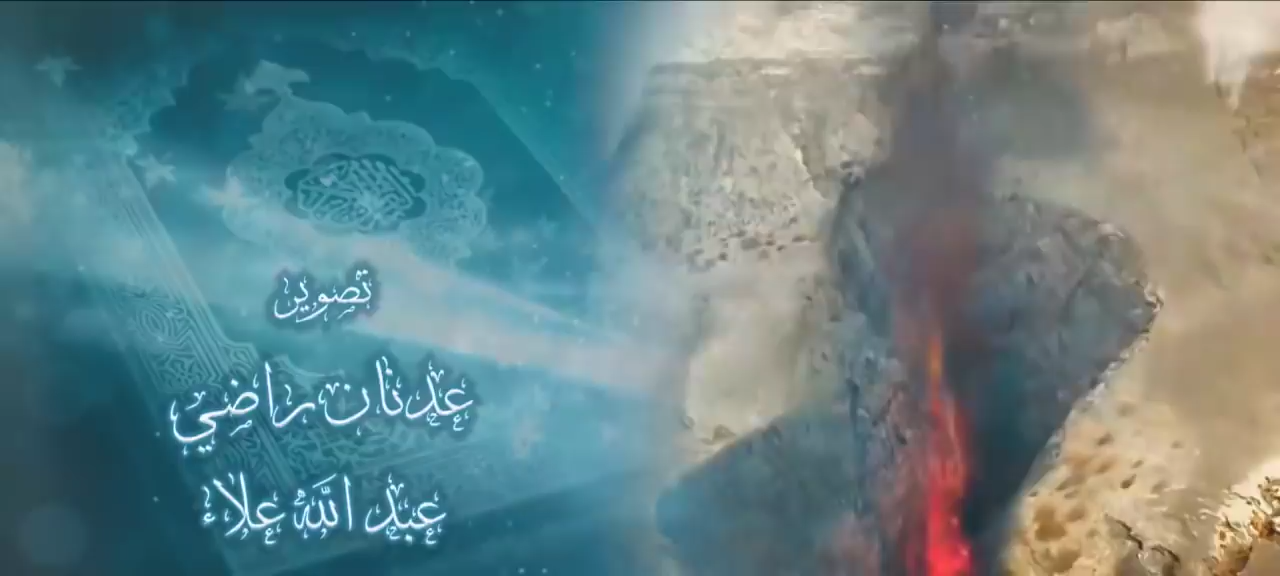 تصوير
عدنان راضي
عبد الله علاء